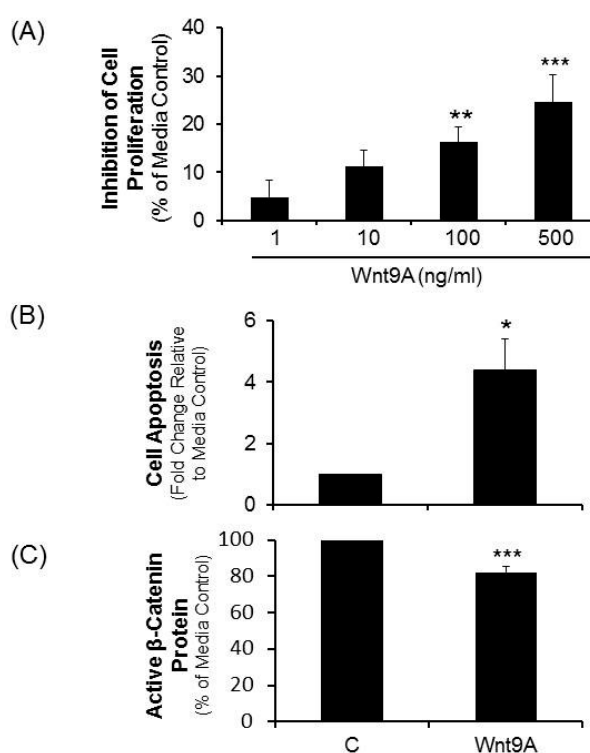 (A)
Inhibition of Cell
Proliferation
(% of Media Control)
40
30
20
10
0
**
***
1 10 100 500
Wnt9A (ng/ml)
(B)
Cell Apoptosis
(Fold Change Relative
to Media Control)
6
4
2
0
*
(C)
Active β-Catenin
Protein
(% of Media Control)
100
80
60
40
20
0
***
C Wnt9A